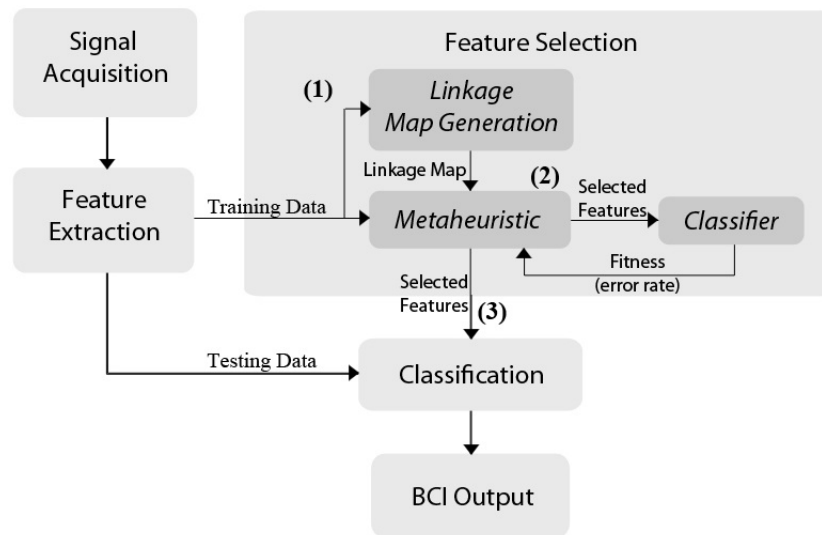 Signal
Acquisition
Feature Selection
(1)
Linkage
Map Generation
Linkage Map
(2)
Feature
Extraction
Training Data
Metaheuristic
Selected
Features
Classifier
Fitness
(error rate)
Selected
Features
(3)
Testing Data
Classification
BCI Output